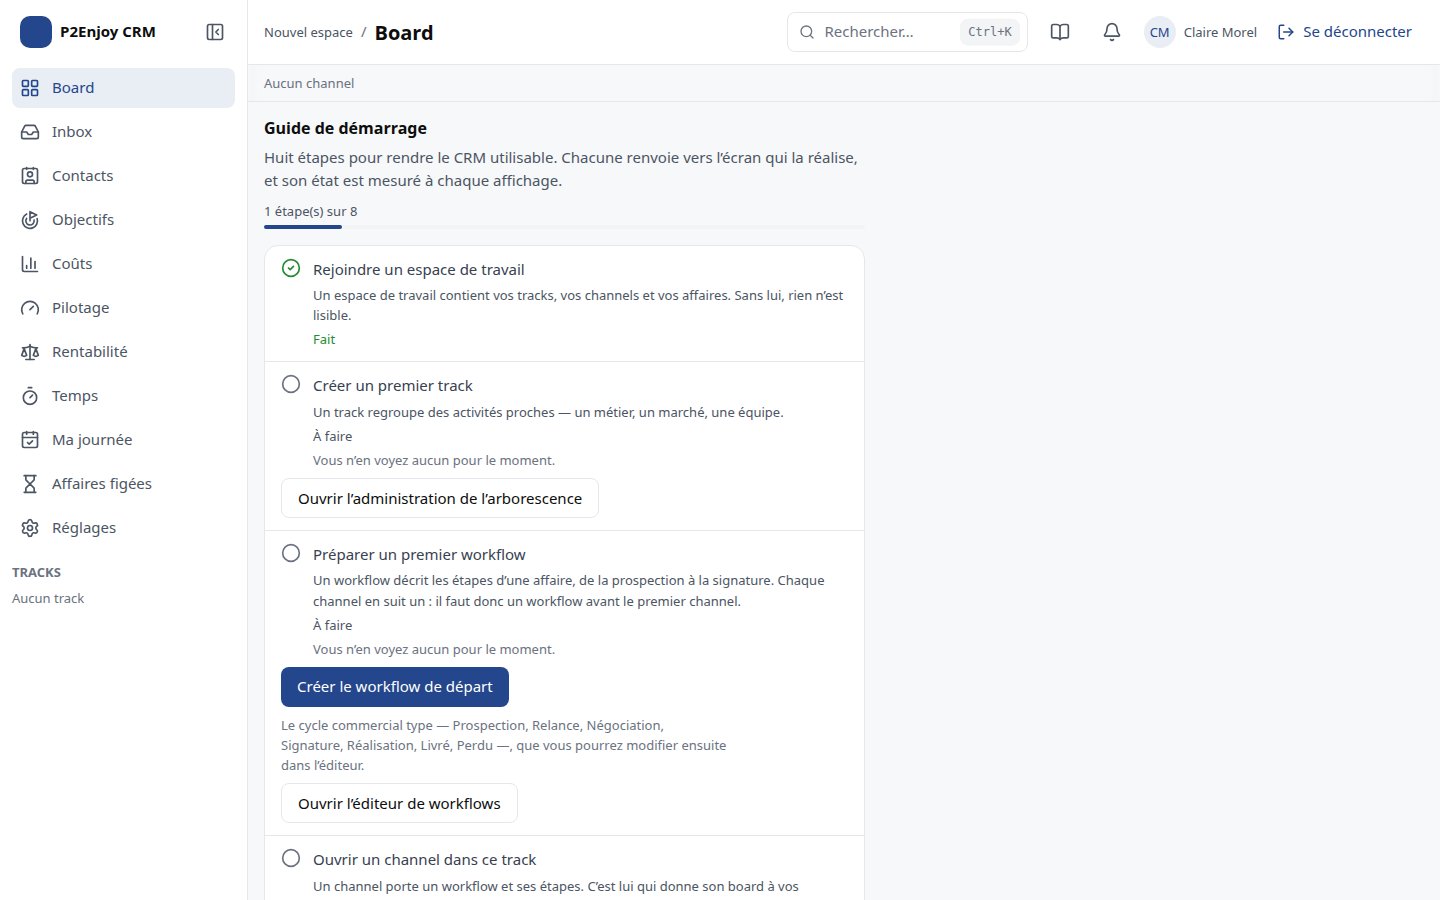 P2Enjoy CRM
Nouvel espace / Board
Rechercher... Ctrl+K
CM Claire Morel
Se déconnecter
Board
Inbox
Contacts
Objectifs
Coûts
Pilotage
Rentabilité
Temps
Ma journée
Affaires figées
Réglages
TRACKS
Aucun track
Aucun channel
Guide de démarrage
Huit étapes pour rendre le CRM utilisable. Chacune renvoie vers l’écran qui la réalise,
et son état est mesuré à chaque affichage.
1 étape(s) sur 8
Rejoindre un espace de travail
Un espace de travail contient vos tracks, vos channels et vos affaires. Sans lui, rien n’est
lisible.
Fait
Créer un premier track
Un track regroupe des activités proches — un métier, un marché, une équipe.
À faire
Vous n’en voyez aucun pour le moment.
Ouvrir l’administration de l’arborescence
Préparer un premier workflow
Un workflow décrit les étapes d’une affaire, de la prospection à la signature. Chaque
channel en suit un : il faut donc un workflow avant le premier channel.
À faire
Vous n’en voyez aucun pour le moment.
Créer le workflow de départ
Le cycle commercial type — Prospection, Relance, Négociation,
Signature, Réalisation, Livré, Perdu —, que vous pourrez modifier ensuite
dans l’éditeur.
Ouvrir l’éditeur de workflows
Ouvrir un channel dans ce track
Un channel porte un workflow et ses étapes. C’est lui qui donne son board à vos